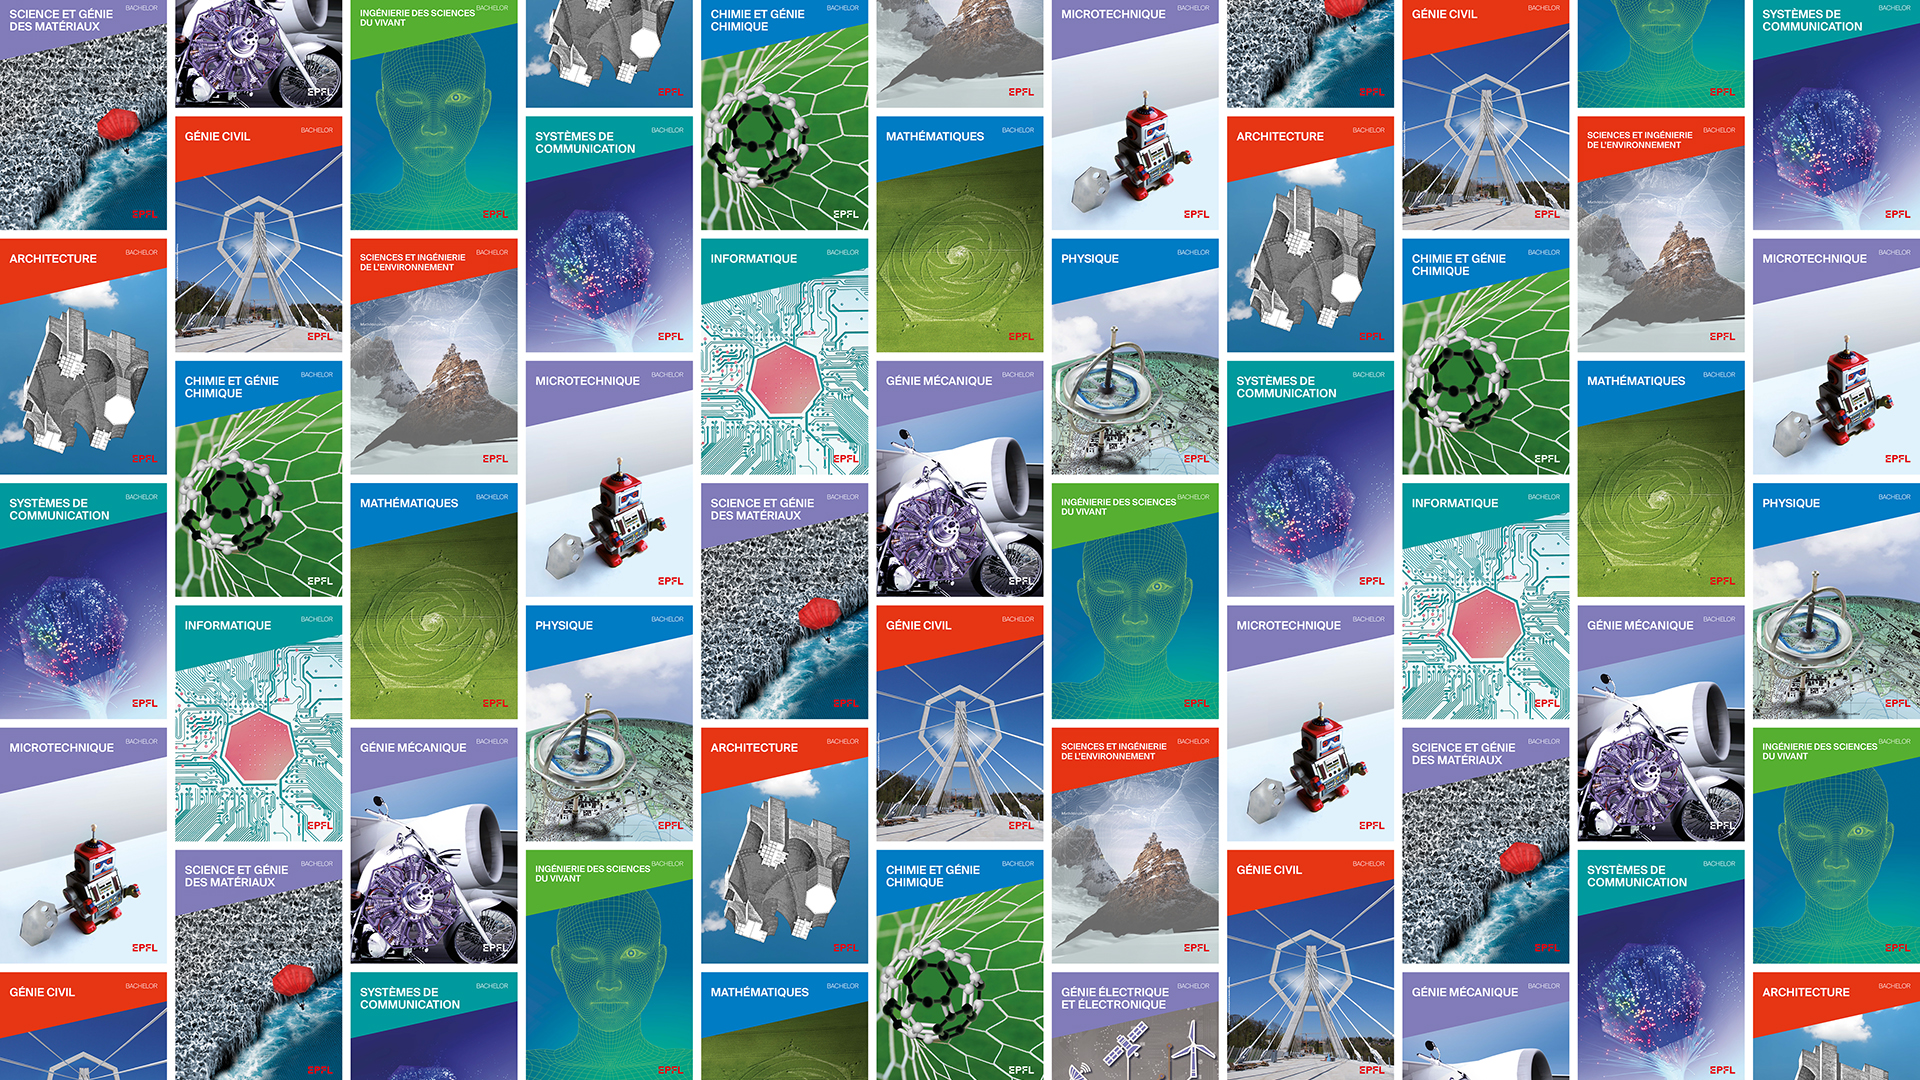 SCIENCE ET GÉNIE
DES MATÉRIAUX
BACHELOR
EPFL
ARCHITECTURE
BACHELOR
EPFL
SYSTÈMES DE
COMMUNICATION
BACHELOR
EPFL
MICROTECHNIQUE
BACHELOR
EPFL
GÉNIE CIVIL
BACHELOR
EPFL
GÉNIE CIVIL
BACHELOR
EPFL
CHIMIE ET GÉNIE
CHIMIQUE
BACHELOR
EPFL
INFORMATIQUE
BACHELOR
EPFL
SCIENCE ET GÉNIE
DES MATÉRIAUX
BACHELOR
EPFL
INGÉNIERIE DES SCIENCES
DU VIVANT
BACHELOR
EPFL
SCIENCES ET INGÉNIERIE
DE L'ENVIRONNEMENT
BACHELOR
EPFL
MATHÉMATIQUES
BACHELOR
EPFL
GÉNIE MÉCANIQUE
BACHELOR
EPFL
SYSTÈMES DE
COMMUNICATION
BACHELOR
EPFL
SYSTÈMES DE
COMMUNICATION
BACHELOR
EPFL
MICROTECHNIQUE
BACHELOR
EPFL
PHYSIQUE
BACHELOR
EPFL
INGÉNIERIE DES SCIENCES
DU VIVANT
BACHELOR
EPFL
CHIMIE ET GÉNIE
CHIMIQUE
BACHELOR
EPFL
INFORMATIQUE
BACHELOR
EPFL
SCIENCE ET GÉNIE
DES MATÉRIAUX
BACHELOR
EPFL
ARCHITECTURE
BACHELOR
EPFL
MATHÉMATIQUES
BACHELOR
EPFL
MATHÉMATIQUES
BACHELOR
EPFL
GÉNIE MÉCANIQUE
BACHELOR
EPFL
GÉNIE CIVIL
BACHELOR
EPFL
CHIMIE ET GÉNIE
CHIMIQUE
BACHELOR
EPFL
MICROTECHNIQUE
BACHELOR
EPFL
PHYSIQUE
BACHELOR
EPFL
INGÉNIERIE DES SCIENCES
DU VIVANT
BACHELOR
EPFL
SCIENCES ET INGÉNIERIE
DE L'ENVIRONNEMENT
BACHELOR
EPFL
GÉNIE ÉLECTRIQUE
ET ÉLECTRONIQUE
BACHELOR
EPFL
ARCHITECTURE
BACHELOR
EPFL
SYSTÈMES DE
COMMUNICATION
BACHELOR
EPFL
MICROTECHNIQUE
BACHELOR
EPFL
GÉNIE CIVIL
BACHELOR
EPFL
GÉNIE CIVIL
BACHELOR
EPFL
CHIMIE ET GÉNIE
CHIMIQUE
BACHELOR
EPFL
INFORMATIQUE
BACHELOR
EPFL
SCIENCE ET GÉNIE
DES MATÉRIAUX
BACHELOR
EPFL
GÉNIE MÉCANIQUE
BACHELOR
EPFL
SCIENCES ET INGÉNIERIE
DE L'ENVIRONNEMENT
BACHELOR
EPFL
MATHÉMATIQUES
BACHELOR
EPFL
GÉNIE MÉCANIQUE
BACHELOR
EPFL
SYSTÈMES DE
COMMUNICATION
BACHELOR
EPFL
SYSTÈMES DE
COMMUNICATION
BACHELOR
EPFL
MICROTECHNIQUE
BACHELOR
EPFL
PHYSIQUE
BACHELOR
EPFL
INGÉNIERIE DES SCIENCES
DU VIVANT
BACHELOR
EPFL
ARCHITECTURE
BACHELOR